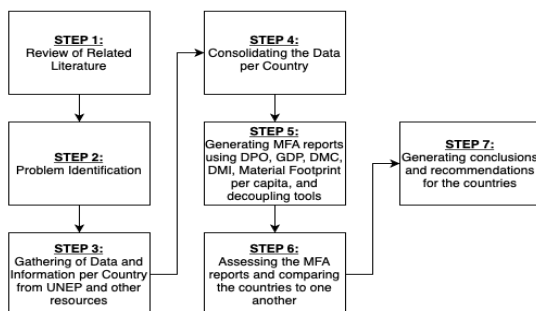 STEP 1:
Review of Related
Literature
STEP 2:
Problem Identification
STEP 3:
Gathering of Data and
Information per Country
from UNEP and other
resources
STEP 4:
Consolidating the Data
per Country
STEP 5:
Generating MFA reports
using DPO, GDP, DMC,
DMI, Material Footprint
per capita, and
decoupling tools
STEP 6:
Assessing the MFA
reports and comparing
the countries to one
another
STEP 7:
Generating conclusions
and recommendations
for the countries